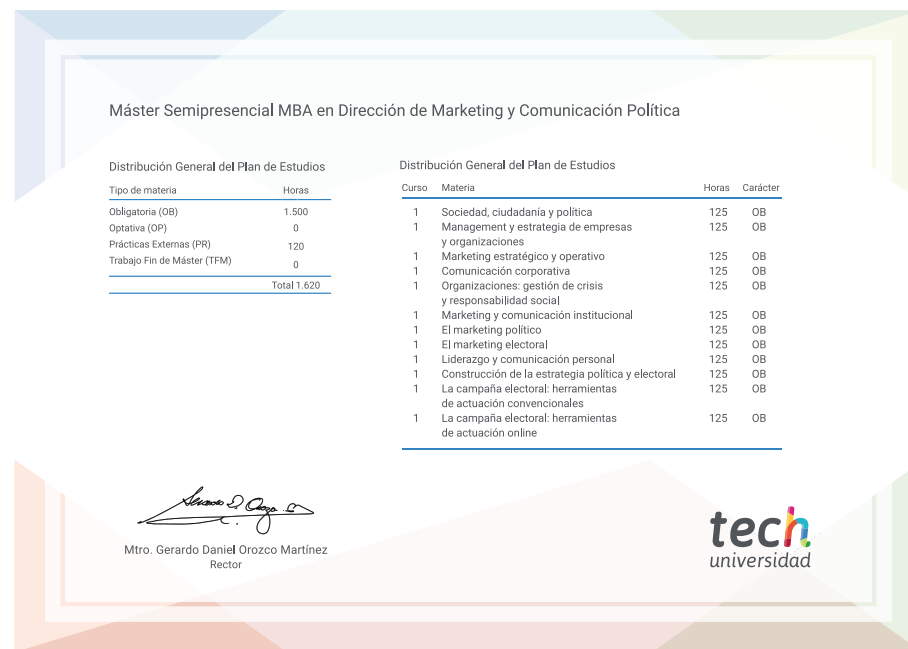 Máster Semipresencial MBA en Dirección de Marketing y Comunicación Política
Distribución General del Plan de Estudios
Tipo de materia Horas
Obligatoria (OB) 1.500
Optativa (OP) 0
Prácticas Externas (PR) 120
Trabajo Fin de Máster (TFM) 0
Total 1.620
Distribución General del Plan de Estudios
Curso Materia Horas Carácter
1 Sociedad, ciudadanía y política 125 OB
1 Management y estrategia de empresas 125 OB
y organizaciones
1 Marketing estratégico y operativo 125 OB
1 Comunicación corporativa 125 OB
1 Organizaciones: gestión de crisis 125 OB
y responsabilidad social
1 Marketing y comunicación institucional 125 OB
1 El marketing político 125 OB
1 El marketing electoral 125 OB
1 Liderazgo y comunicación personal 125 OB
1 Construcción de la estrategia política y electoral 125 OB
1 La campaña electoral: herramientas 125 OB
de actuación convencionales
1 La campaña electoral: herramientas 125 OB
de actuación online
Mtro. Gerardo Daniel Orozco Martínez
Rector
tech
universidad